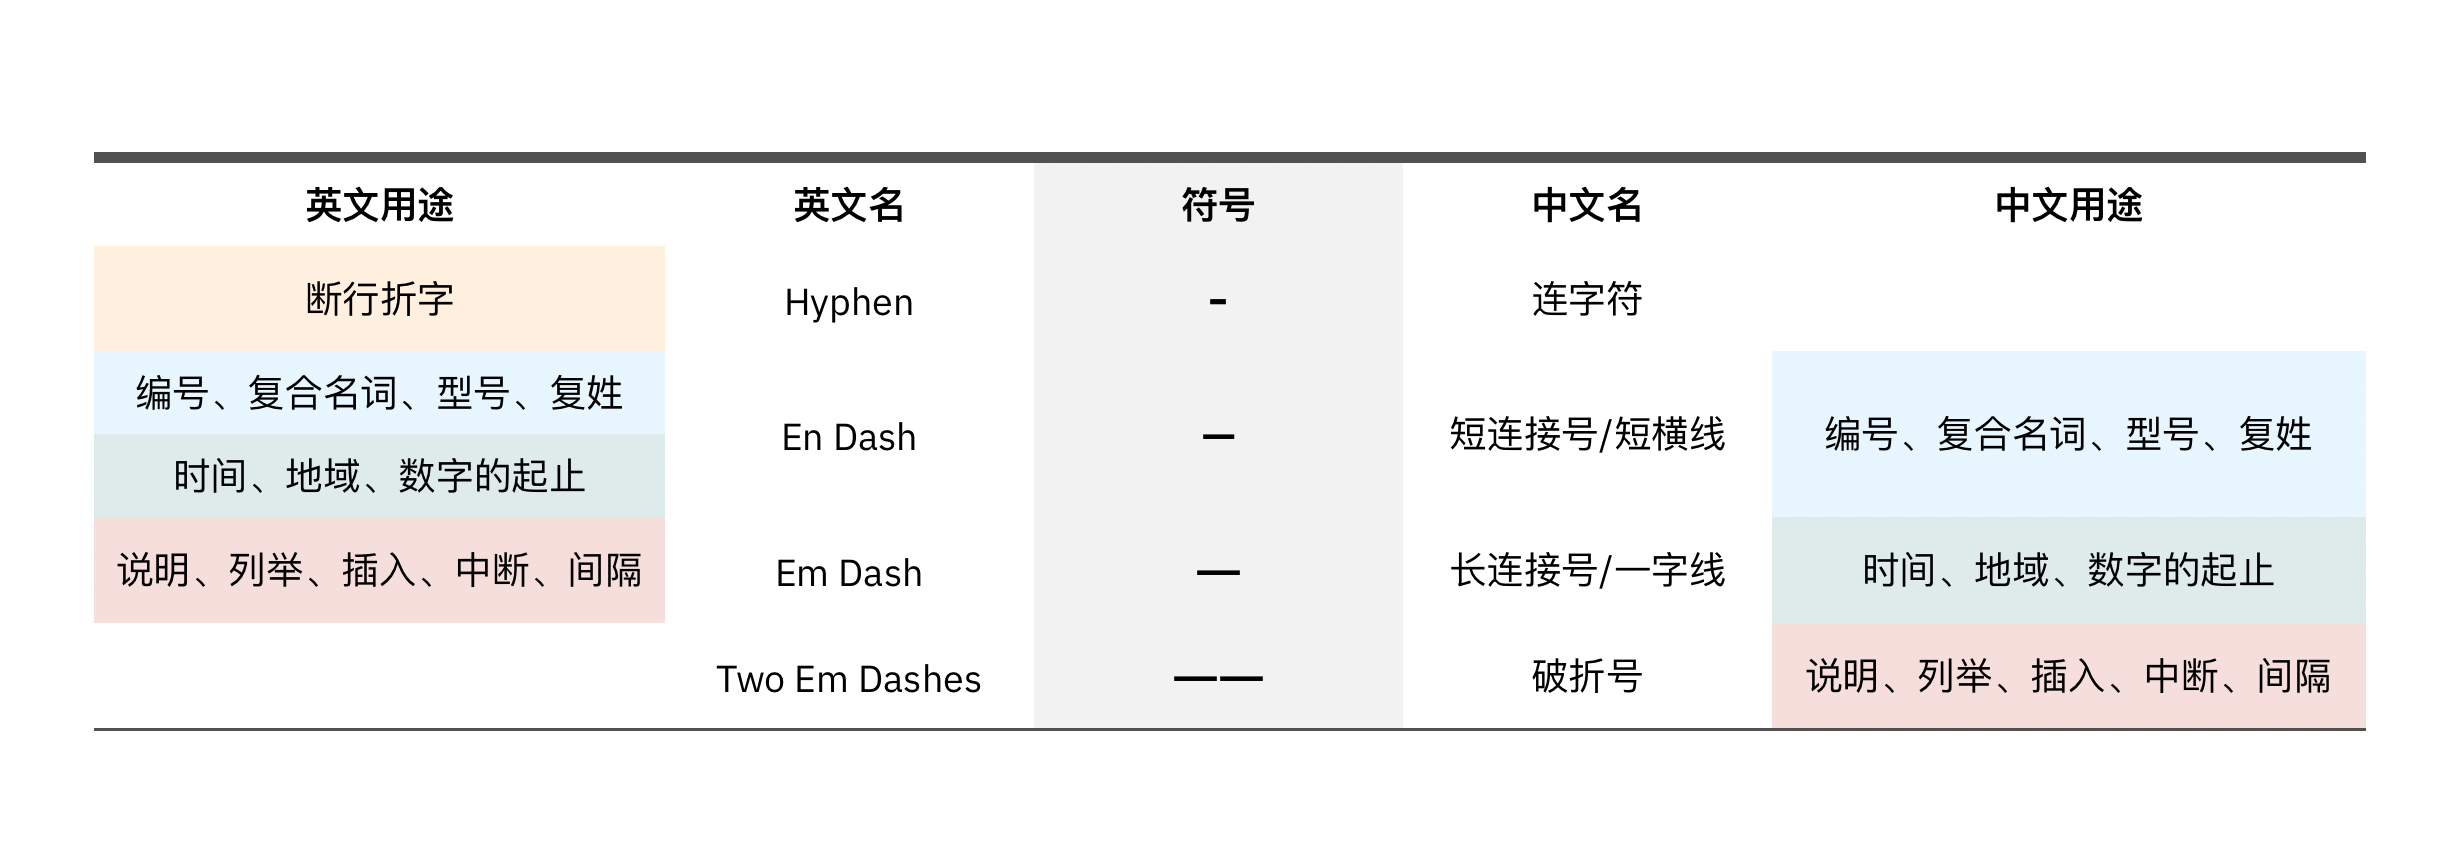 英文用途 英文名 符号 中文名 中文用途
断行折字 Hyphen - 连字符
编号、复合名词、型号、复姓
时间、地域、数字的起止
En Dash – 短连接号/短横线 编号、复合名词、型号、复姓
说明、列举、插入、中断、间隔 Em Dash — 长连接号/一字线 时间、地域、数字的起止
Two Em Dashes —— 破折号 说明、列举、插入、中断、间隔